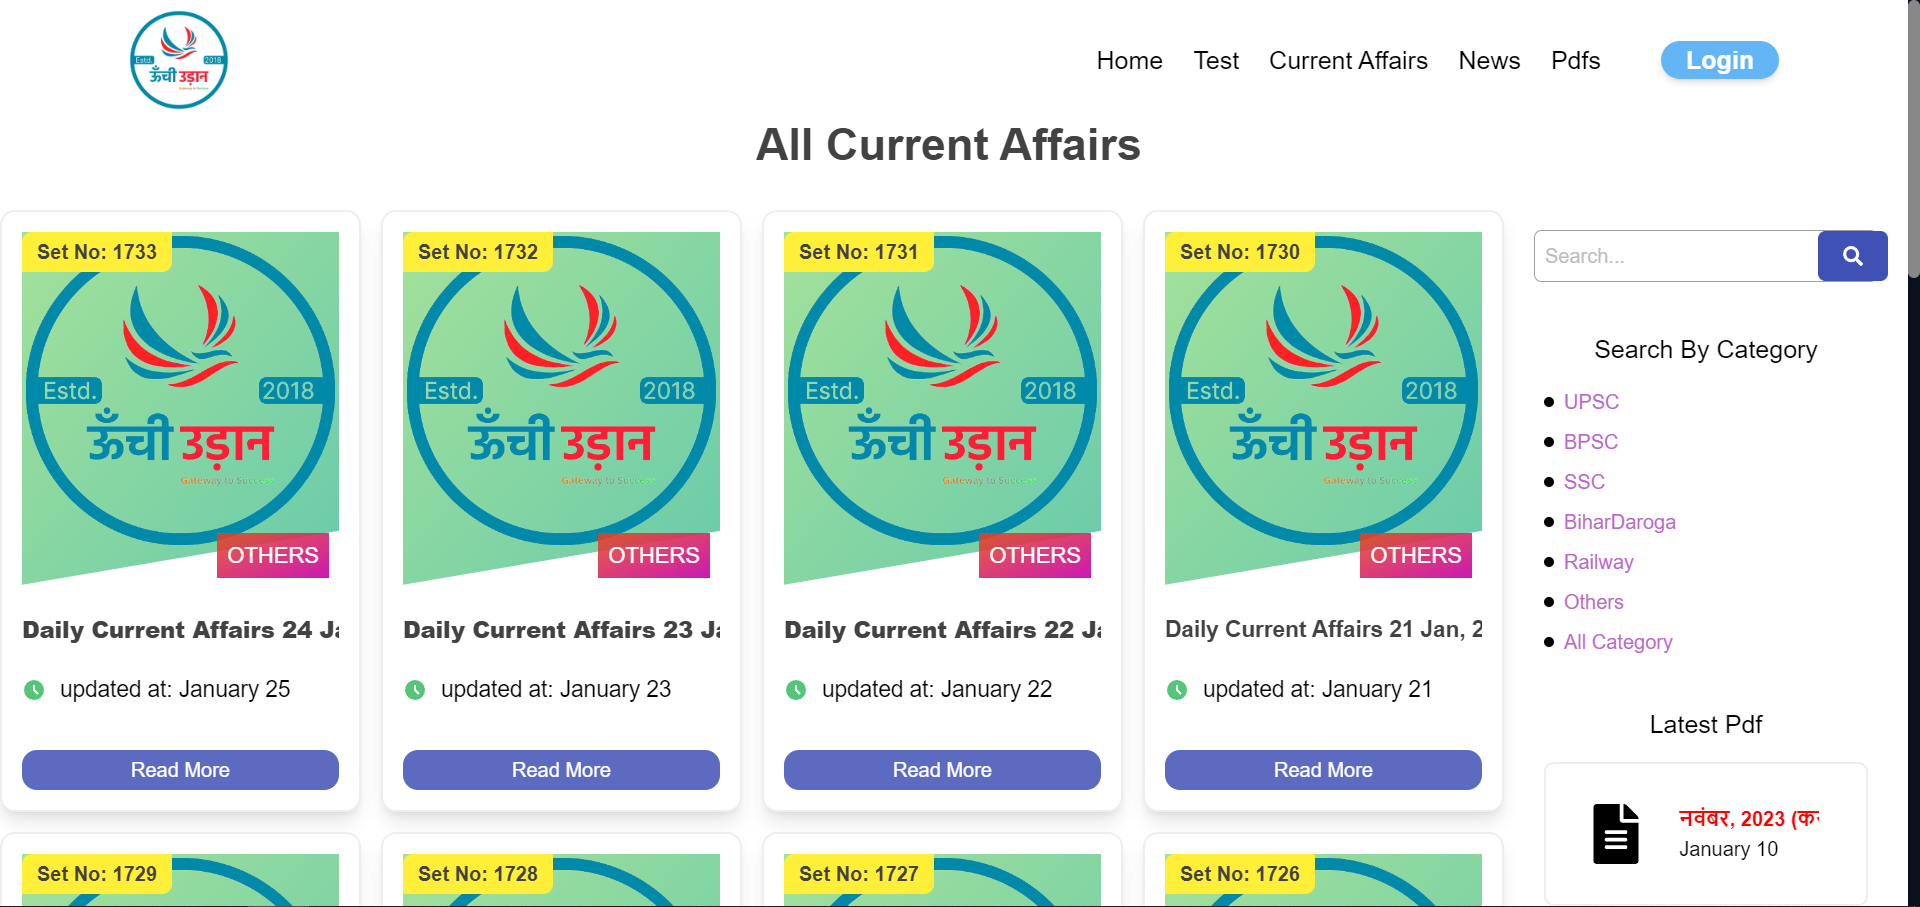 Estd. 2018
ऊँची उड़ान
Gateway to Success
Home Test Current Affairs News Pdfs Login
All Current Affairs
Set No: 1733
Estd. 2018
ऊँची उड़ान
Gateway to Success
OTHERS
Daily Current Affairs 24 Ja
updated at: January 25
Read More
Set No: 1732
Estd. 2018
ऊँची उड़ान
Gateway to Success
OTHERS
Daily Current Affairs 23 Ja
updated at: January 23
Read More
Set No: 1731
Estd. 2018
ऊँची उड़ान
Gateway to Success
OTHERS
Daily Current Affairs 22 Ja
updated at: January 22
Read More
Set No: 1730
Estd. 2018
ऊँची उड़ान
Gateway to Success
OTHERS
Daily Current Affairs 21 Jan, 2
updated at: January 21
Read More
Set No: 1729
Set No: 1728
Set No: 1727
Set No: 1726
Search...
Search By Category
UPSC
BPSC
SSC
BiharDaroga
Railway
Others
All Category
Latest Pdf
नवंबर, 2023
January 10